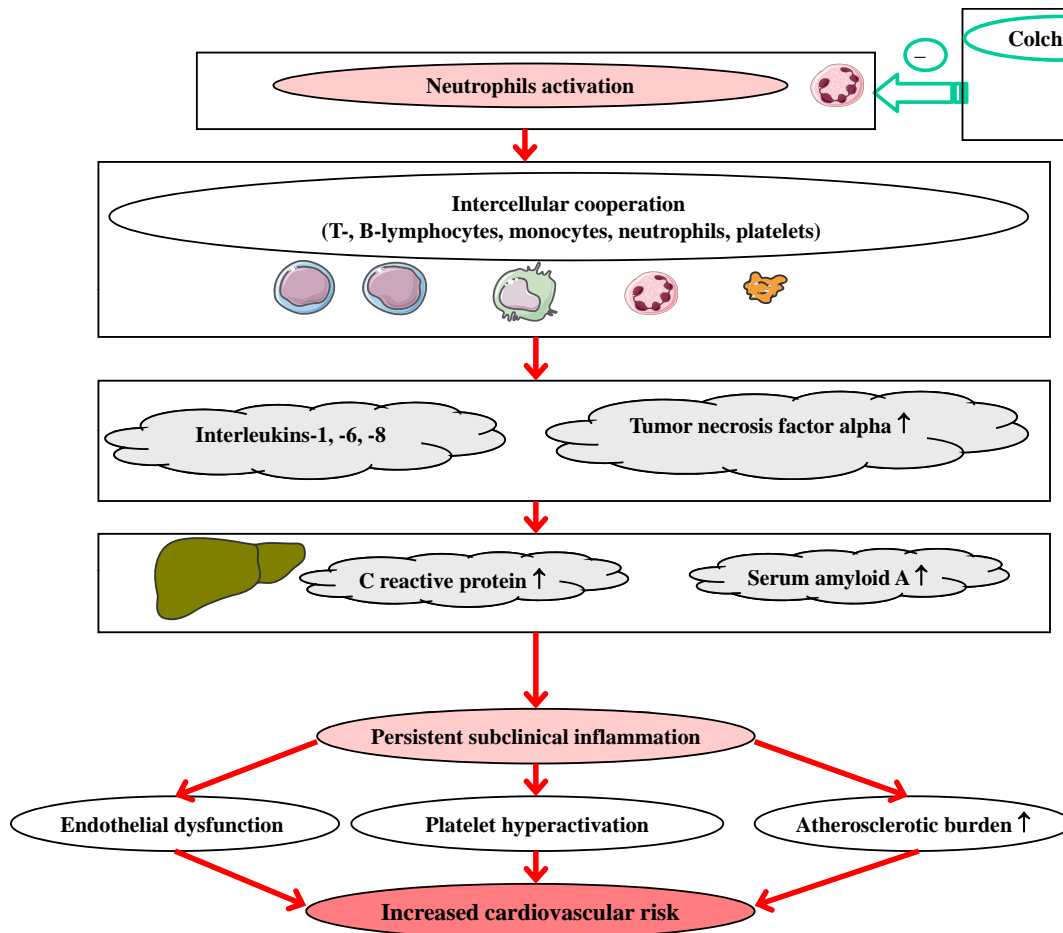 Colch
–
Neutrophils activation
Intercellular cooperation
(T-, B-lymphocytes, monocytes, neutrophils, platelets)
Interleukins-1, -6, -8
Tumor necrosis factor alpha ↑
C reactive protein ↑
Serum amyloid A ↑
Persistent subclinical inflammation
Endothelial dysfunction
Platelet hyperactivation
Atherosclerotic burden ↑
Increased cardiovascular risk